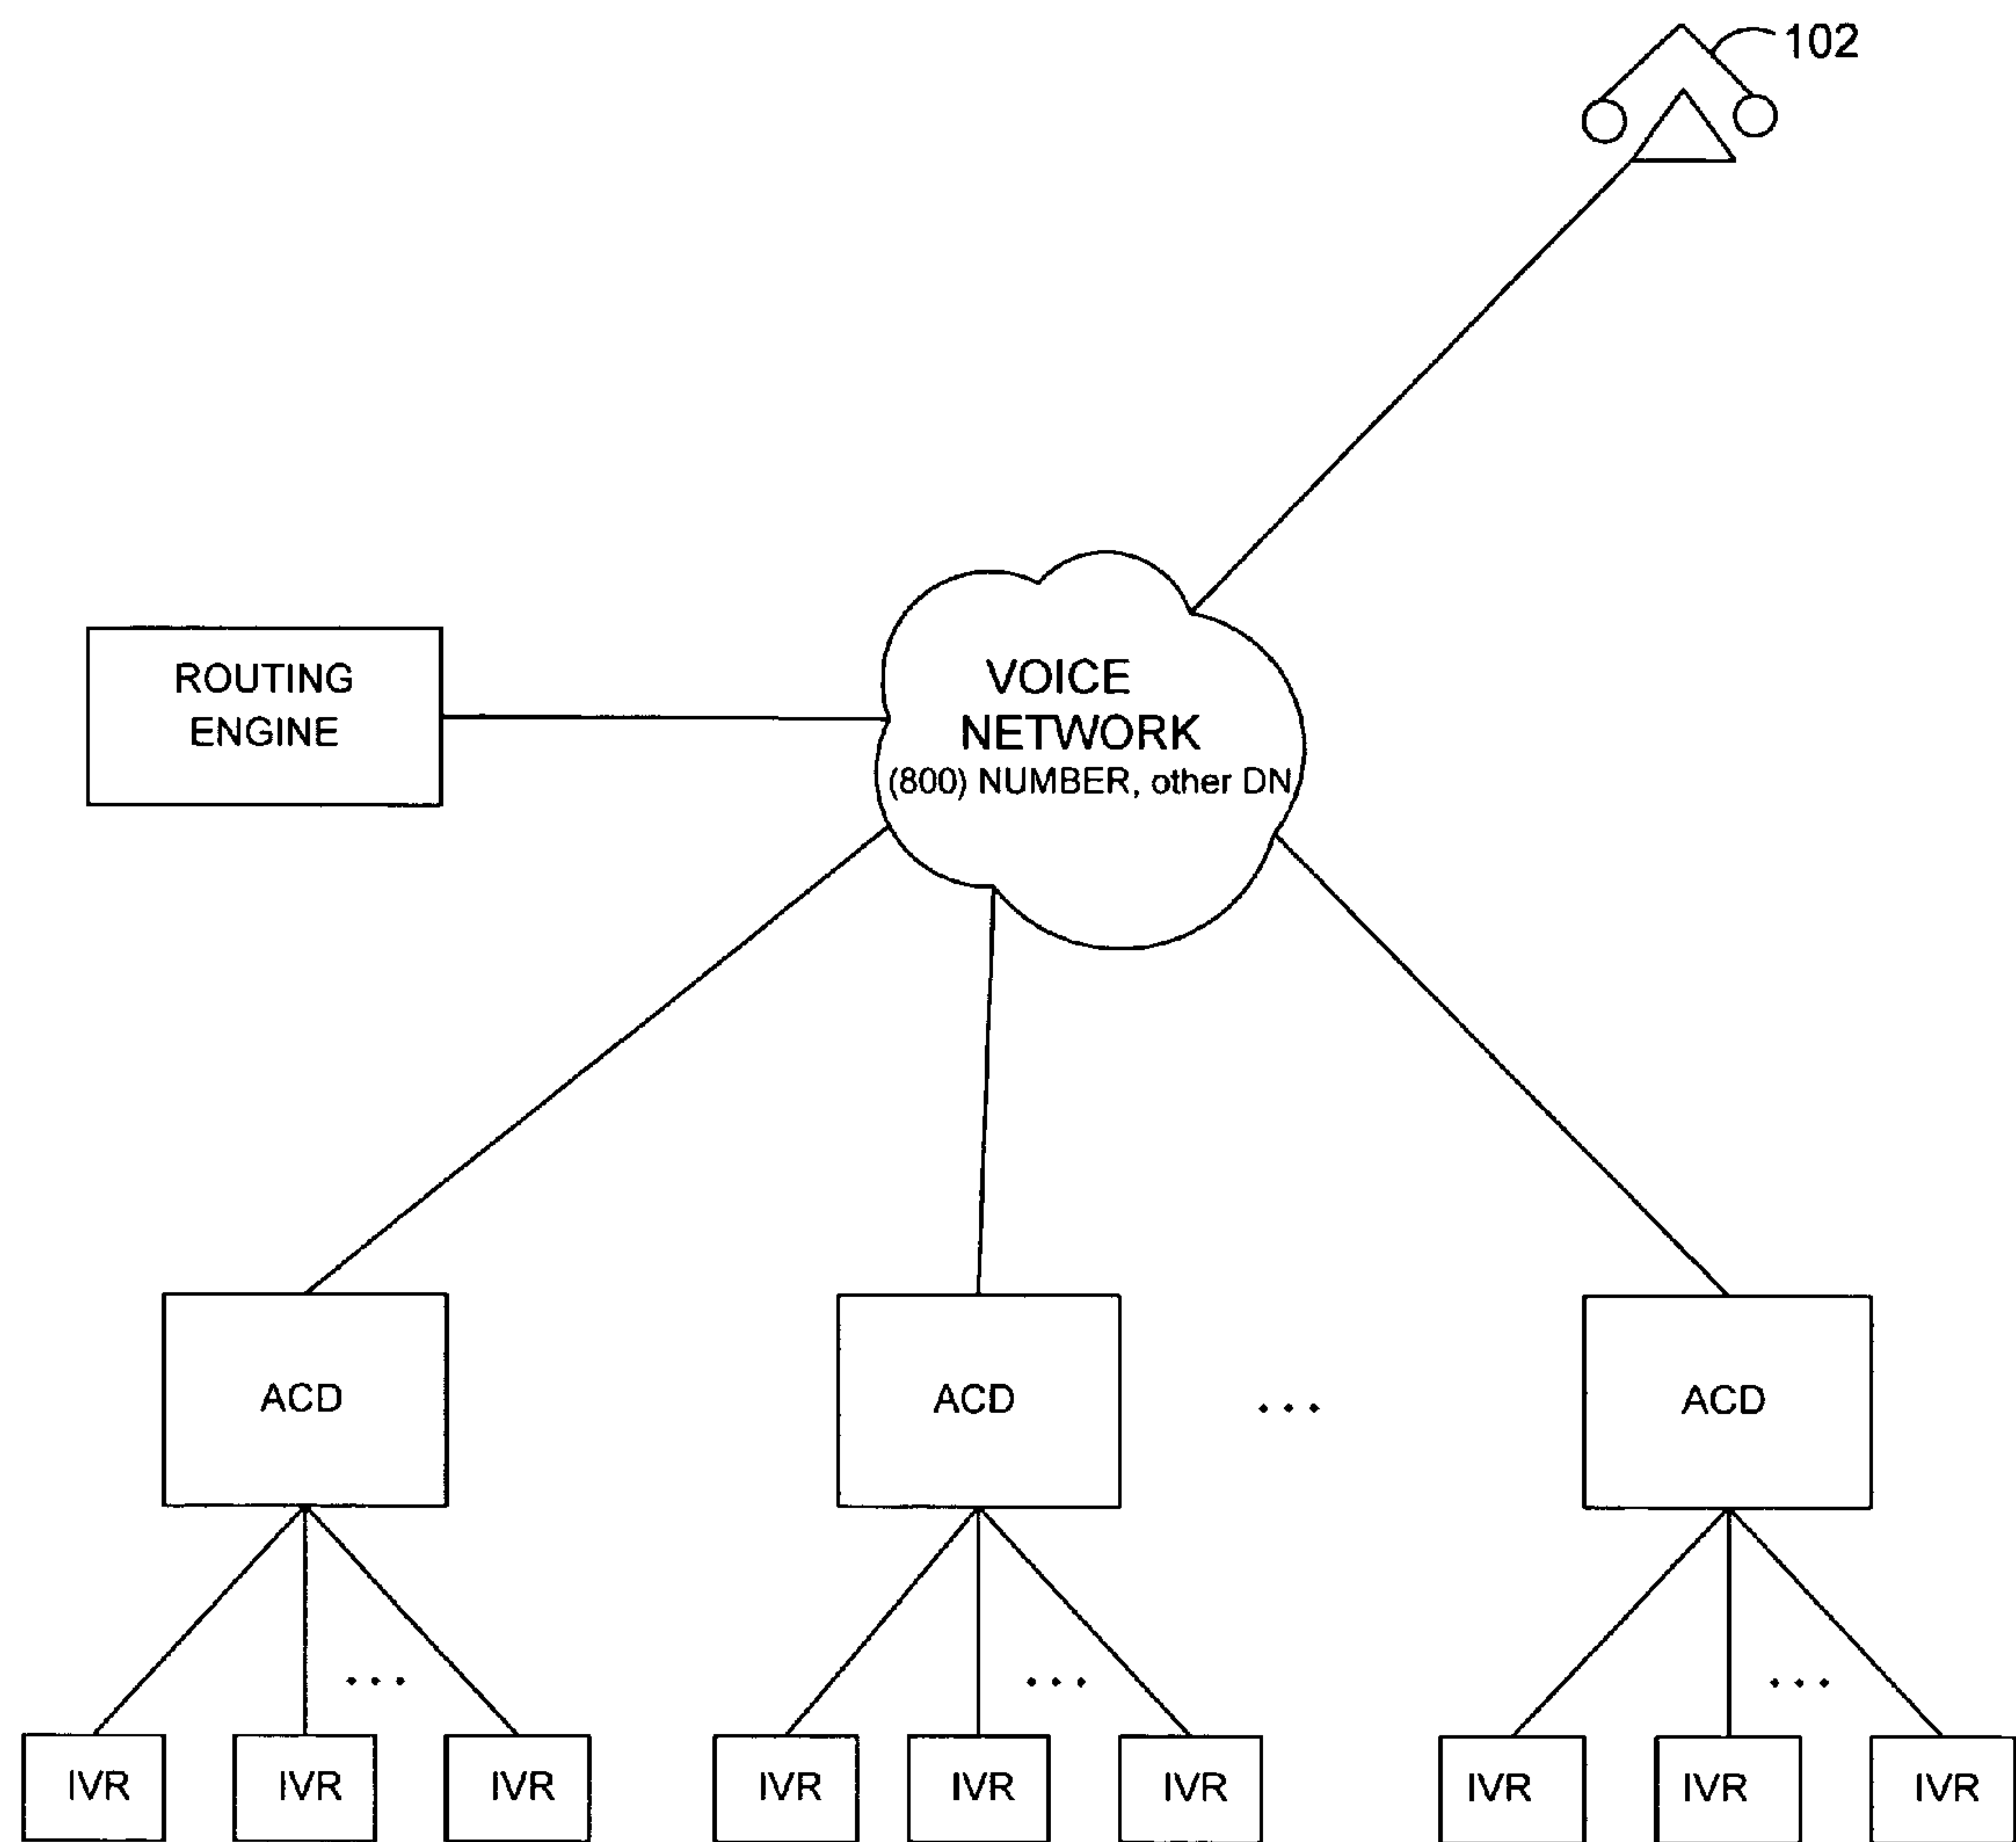 102
ROUTING
ENGINE
VOICE
NETWORK
(800) NUMBER, other DN
ACD
ACD
...
ACD
...
...
...
IVR
IVR
IVR
IVR
IVR
IVR
IVR
IVR
IVR